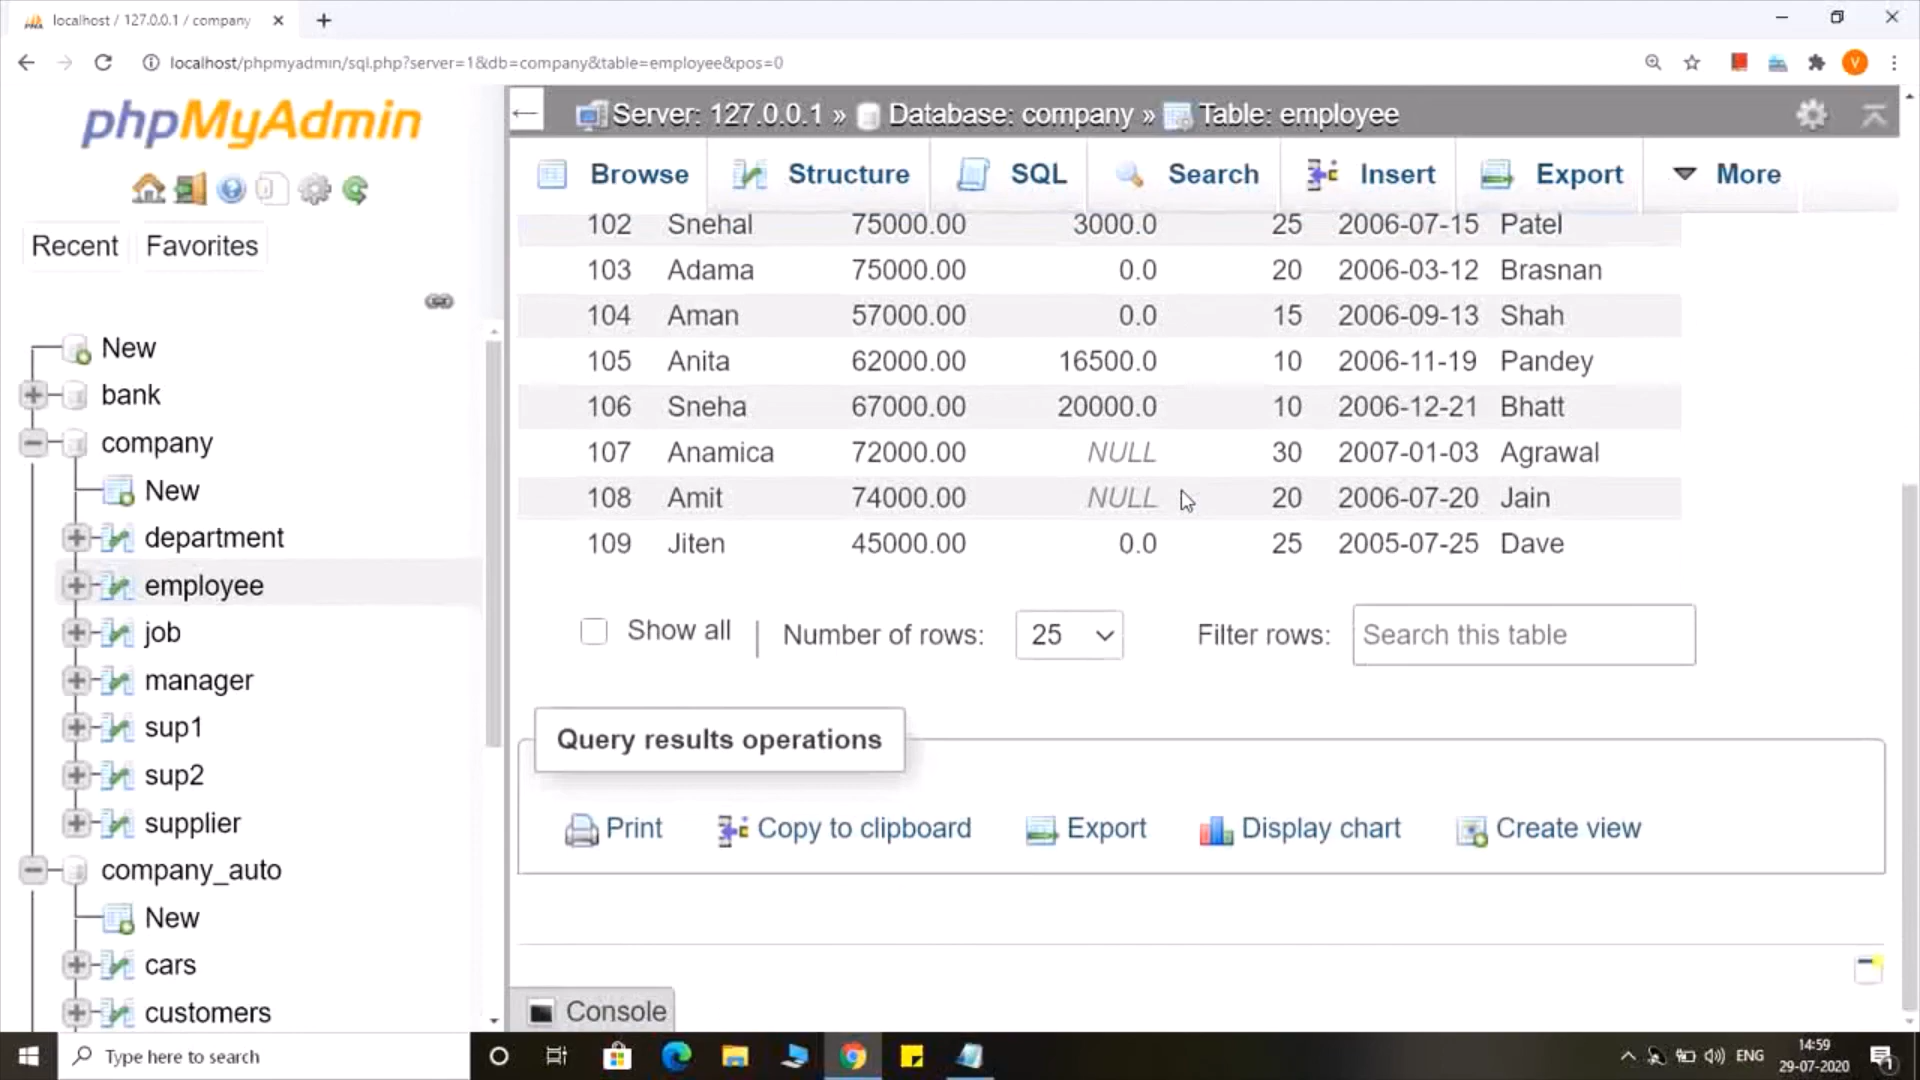 localhost / 127.0.0.1 / company
localhost/phpmyadmin/sql.php?server=1&db=company&table=employee&pos=0
V
phpMyAdmin
Recent Favorites
New
bank
company
New
department
employee
job
manager
sup1
sup2
supplier
company_auto
New
cars
customers
Server: 127.0.0.1 » Database: company » Table: employee
Browse Structure SQL Search Insert Export More
102 Snehal 75000.00 3000.0 25 2006-07-15 Patel
103 Adama 75000.00 0.0 20 2006-03-12 Brasnan
104 Aman 57000.00 0.0 15 2006-09-13 Shah
105 Anita 62000.00 16500.0 10 2006-11-19 Pandey
106 Sneha 67000.00 20000.0 10 2006-12-21 Bhatt
107 Anamica 72000.00 NULL 30 2007-01-03 Agrawal
108 Amit 74000.00 NULL 20 2006-07-20 Jain
109 Jiten 45000.00 0.0 25 2005-07-25 Dave
Show all Number of rows: 25 Filter rows: Search this table
Query results operations
Print Copy to clipboard Export Display chart Create view
Console
Type here to search
ENG
14:59
29-07-2020
1